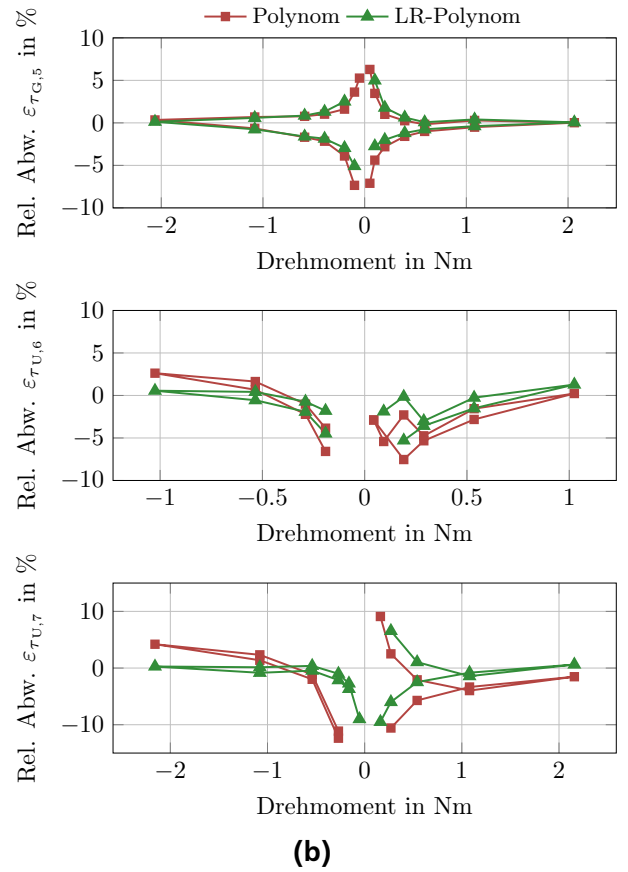 Polynom LR-Polynom
Rel. Abw. ε_{τ_{G,5}} in %
10
5
0
−5
−10
−2 −1 0 1 2
Drehmoment in Nm
Rel. Abw. ε_{τ_{U,6}} in %
10
5
0
−5
−10
−1 −0.5 0 0.5 1
Drehmoment in Nm
Rel. Abw. ε_{τ_{U,7}} in %
10
0
−10
−2 −1 0 1 2
Drehmoment in Nm
(b)